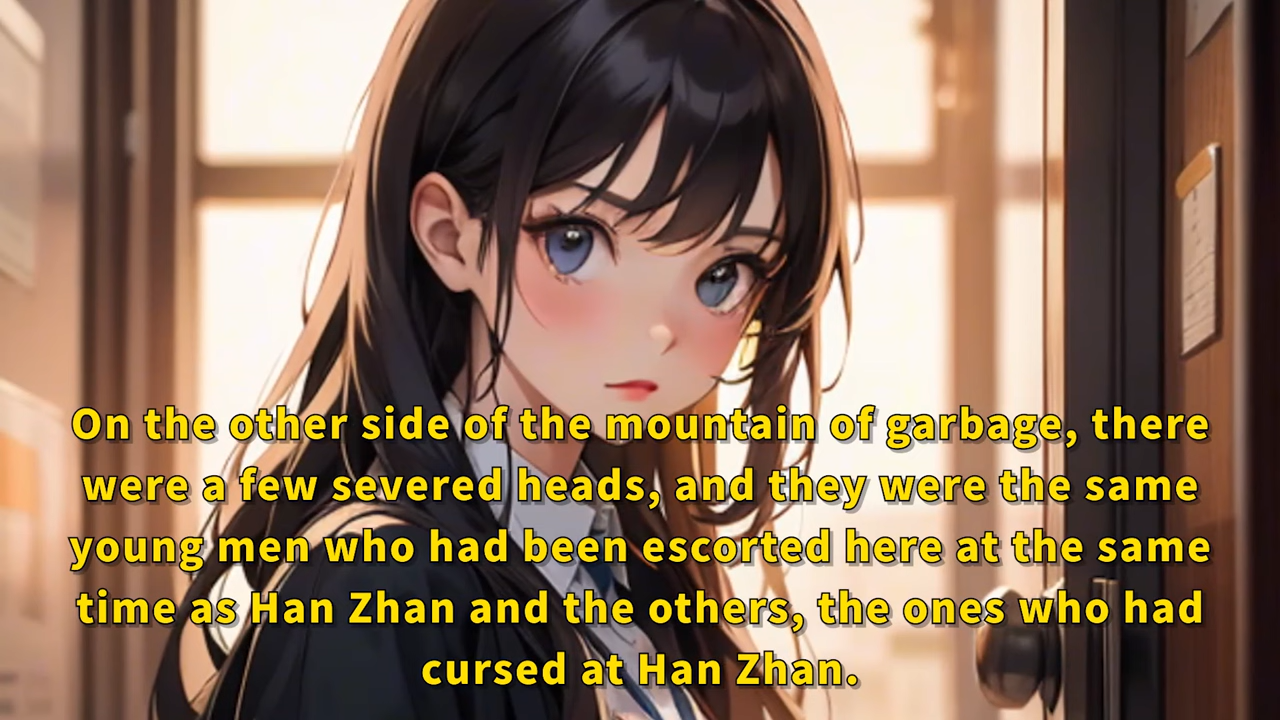 On the other side of the mountain of garbage, there
were a few severed heads, and they were the same
young men who had been escorted here at the same
time as Han Zhan and the others, the ones who had
cursed at Han Zhan.